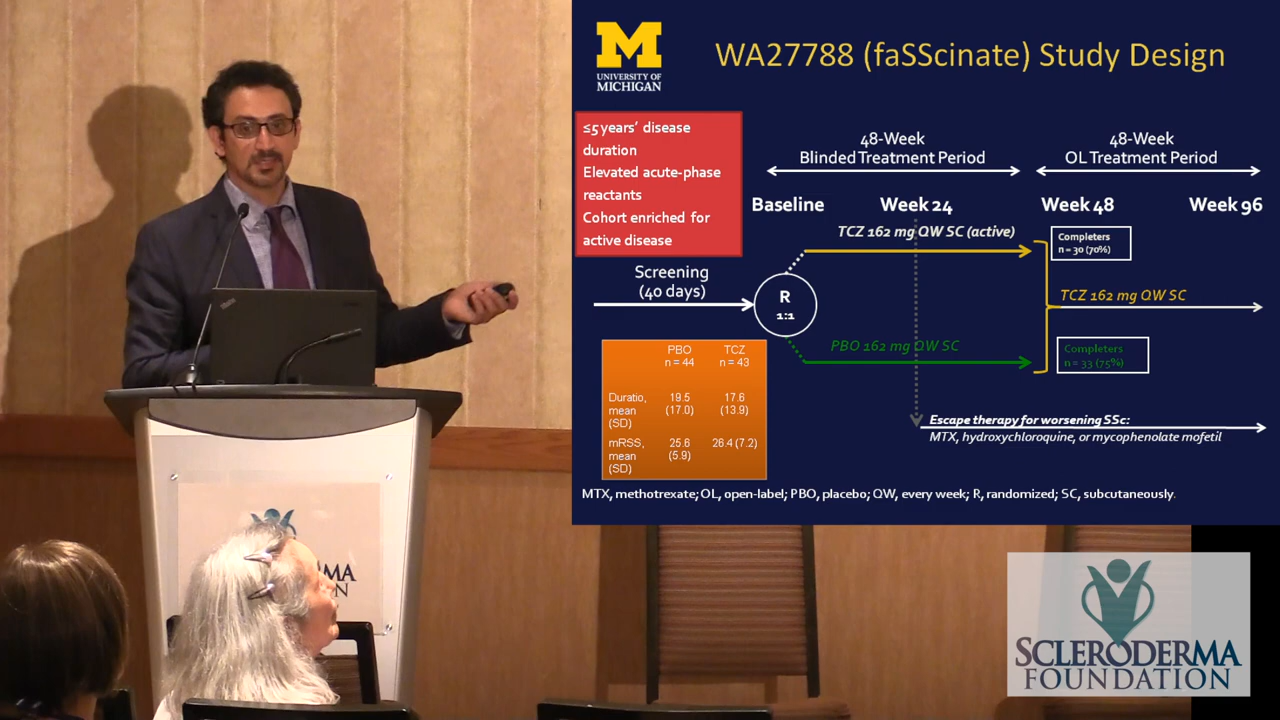 M
UNIVERSITY OF
MICHIGAN
WA27788 (faSScinate) Study Design
≤5 years' disease
duration
Elevated acute-phase
reactants
Cohort enriched for
active disease
48-Week
Blinded Treatment Period
48-Week
OL Treatment Period
Baseline
Week 24
Week 48
Week 96
TCZ 162 mg QW SC (active)
Completers
n = 30 (70%)
Screening
(40 days)
R
1:1
TCZ 162 mg QW SC
PBO 162 mg QW SC
Completers
n = 33 (75%)
PBO
n = 44
TCZ
n = 43
Duratio,
mean
(SD)
19.5
(17.0)
17.6
(13.9)
mRSS,
mean
(SD)
25.6
(5.9)
26.4 (7.2)
Escape therapy for worsening SSc:
MTX, hydroxychloroquine, or mycophenolate mofetil
MTX, methotrexate; OL, open-label; PBO, placebo; QW, every week; R, randomized; SC, subcutaneously.
ThinkPad
SCLERODERMA
FOUNDATION